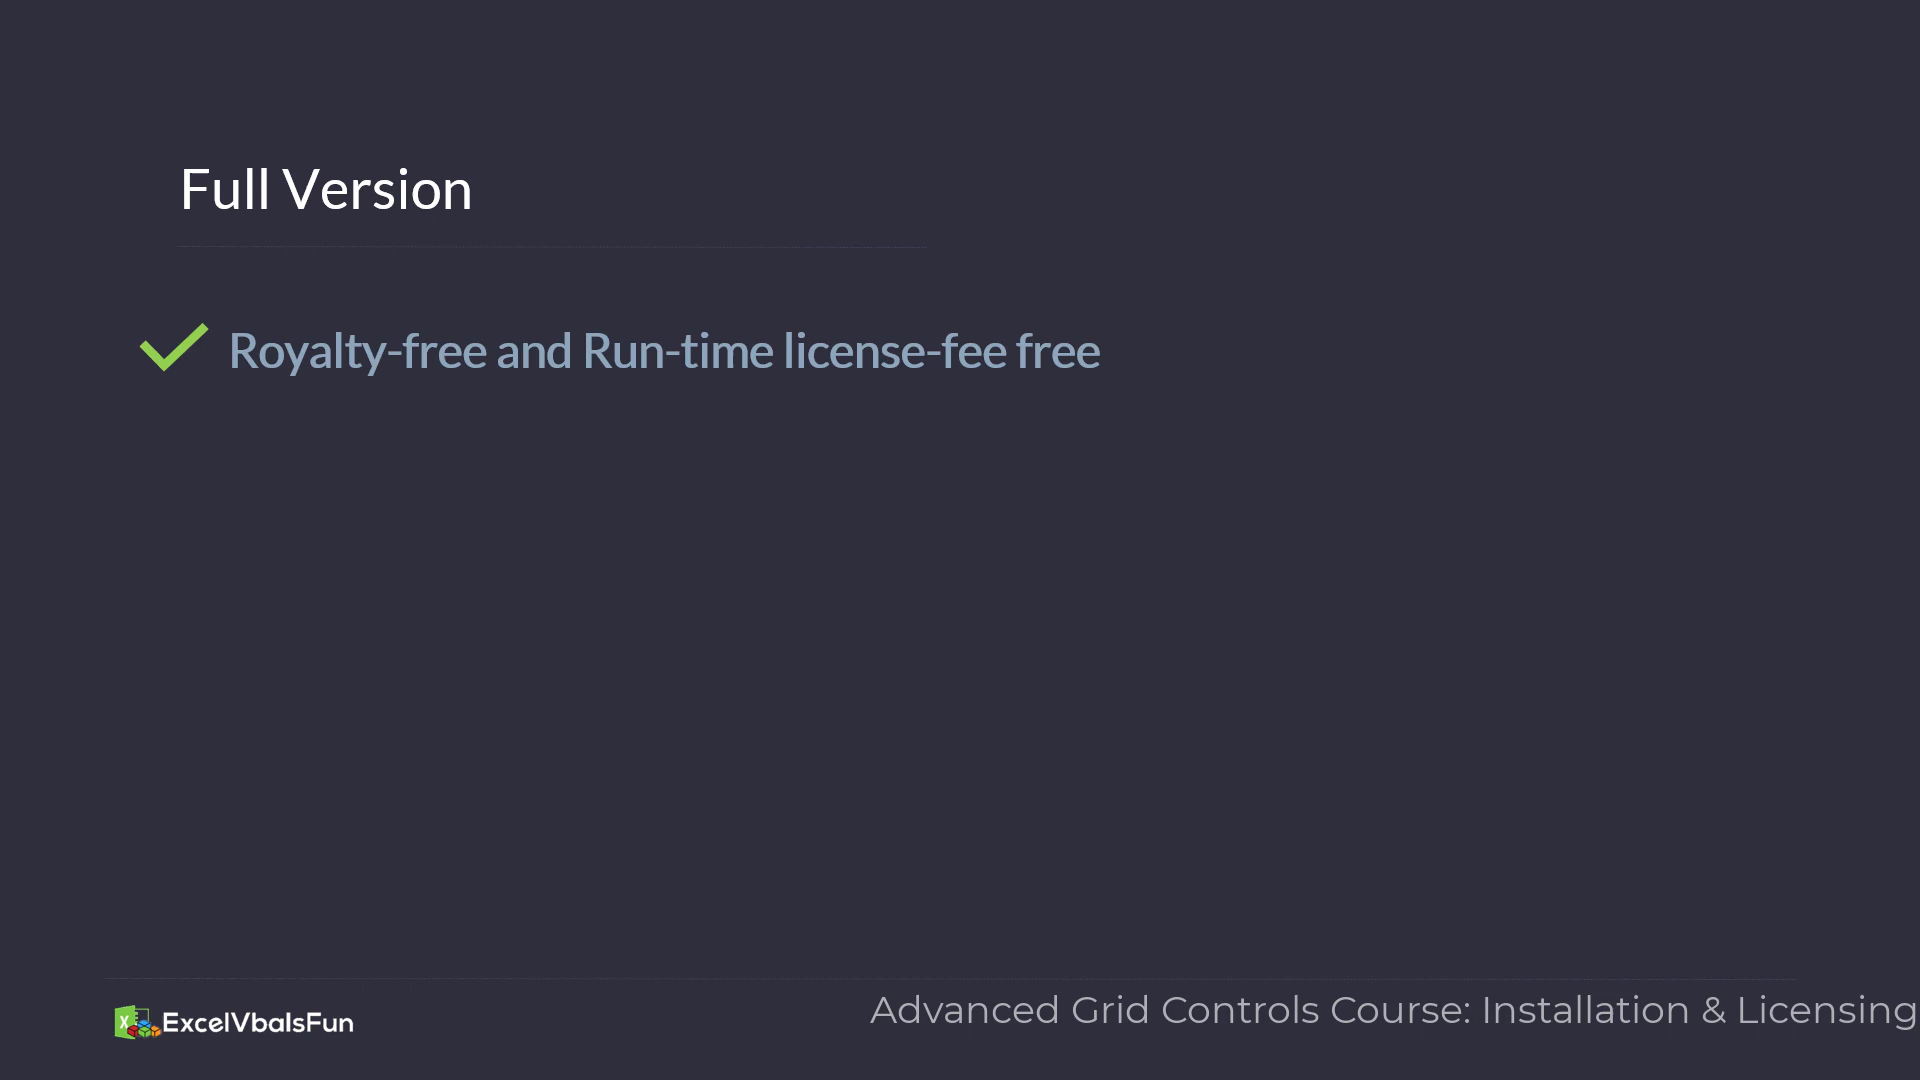 Full Version
Royalty-free and Run-time license-fee free
ExcelVbaIsFun
Advanced Grid Controls Course: Installation & Licensing